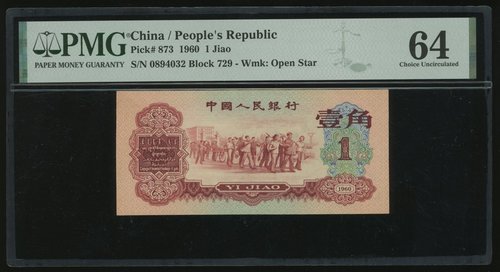 PMG
PAPER MONEY GUARANTY
China / People's Republic
Pick# 873 1960 1 Jiao
S/N 0894032 Block 729 - Wmk: Open Star
64
Choice Uncirculated
中國人民銀行
壹角
1
YI JIAO
1960